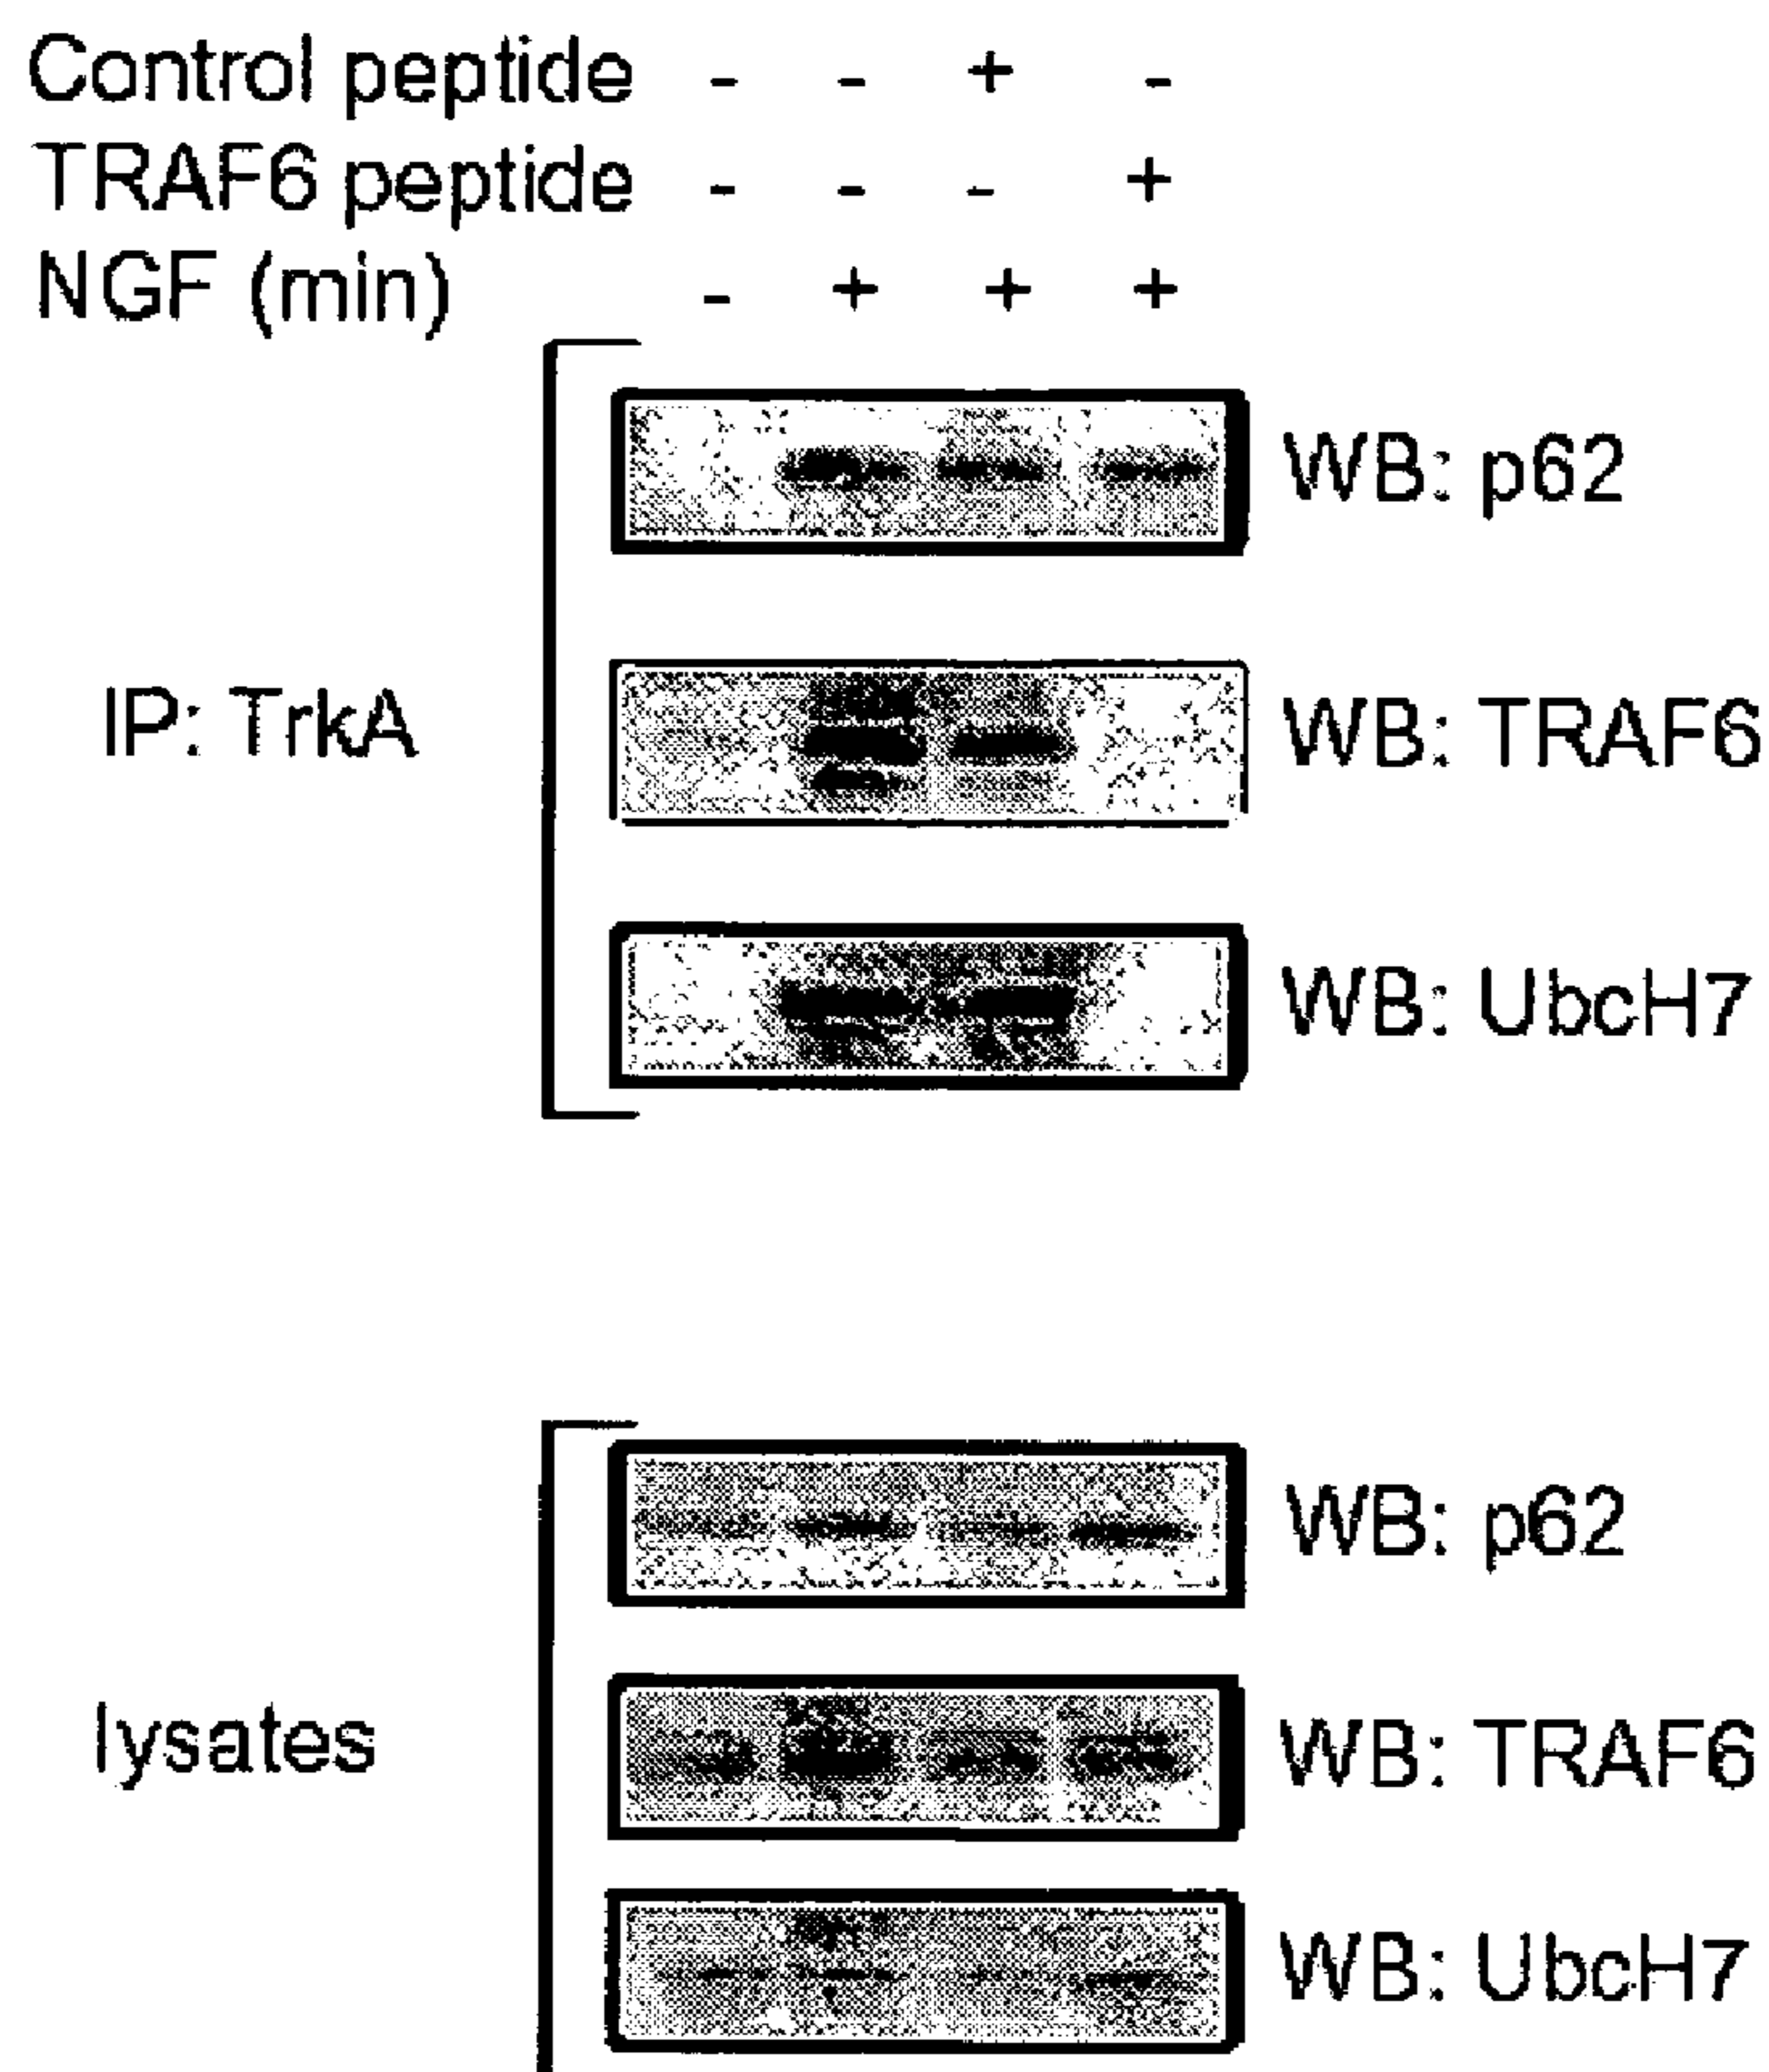 Control peptide - - + -
TRAF6 peptide - - - +
NGF (min) - + + +
WB: p62
IP: TrkA
WB: TRAF6
WB: UbcH7
WB: p62
lysates
WB: TRAF6
WB: UbcH7